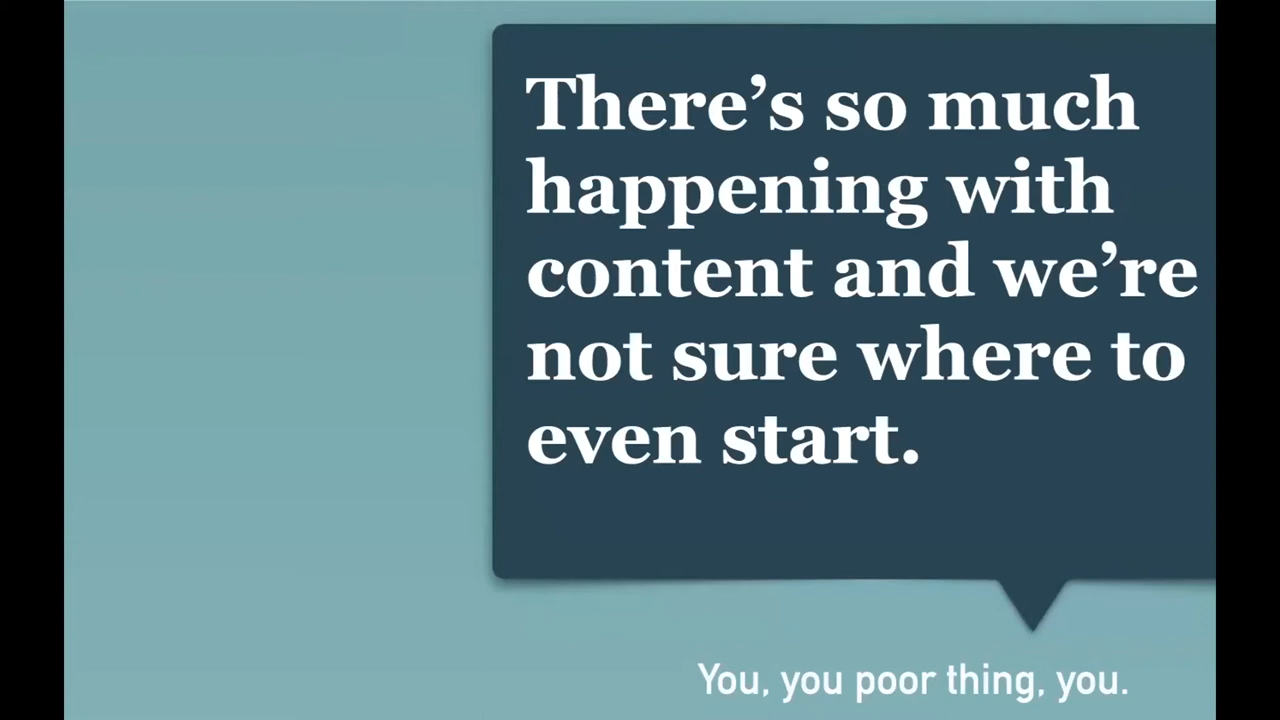 There’s so much
happening with
content and we’re
not sure where to
even start.
You, you poor thing, you.